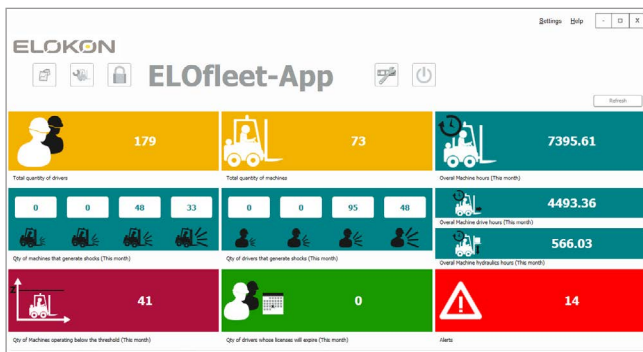 Settings Help
ELOKON
ELOfleet-App
Refresh
179
Total quantity of drivers
73
Total quantity of machines
7395.61
Overal Machine hours (This month)
0 0 48 33
Qty of machines that generate shocks (This month)
0 0 95 48
Qty of drivers that generate shocks (This month)
4493.36
Overal Machine drive hours (This month)
566.03
Overal Machine hydraulics hours (This month)
Z
41
Qty of Machines operating below the threshold (This month)
0
Qty of drivers whose licenses will expire (This month)
14
Alerts